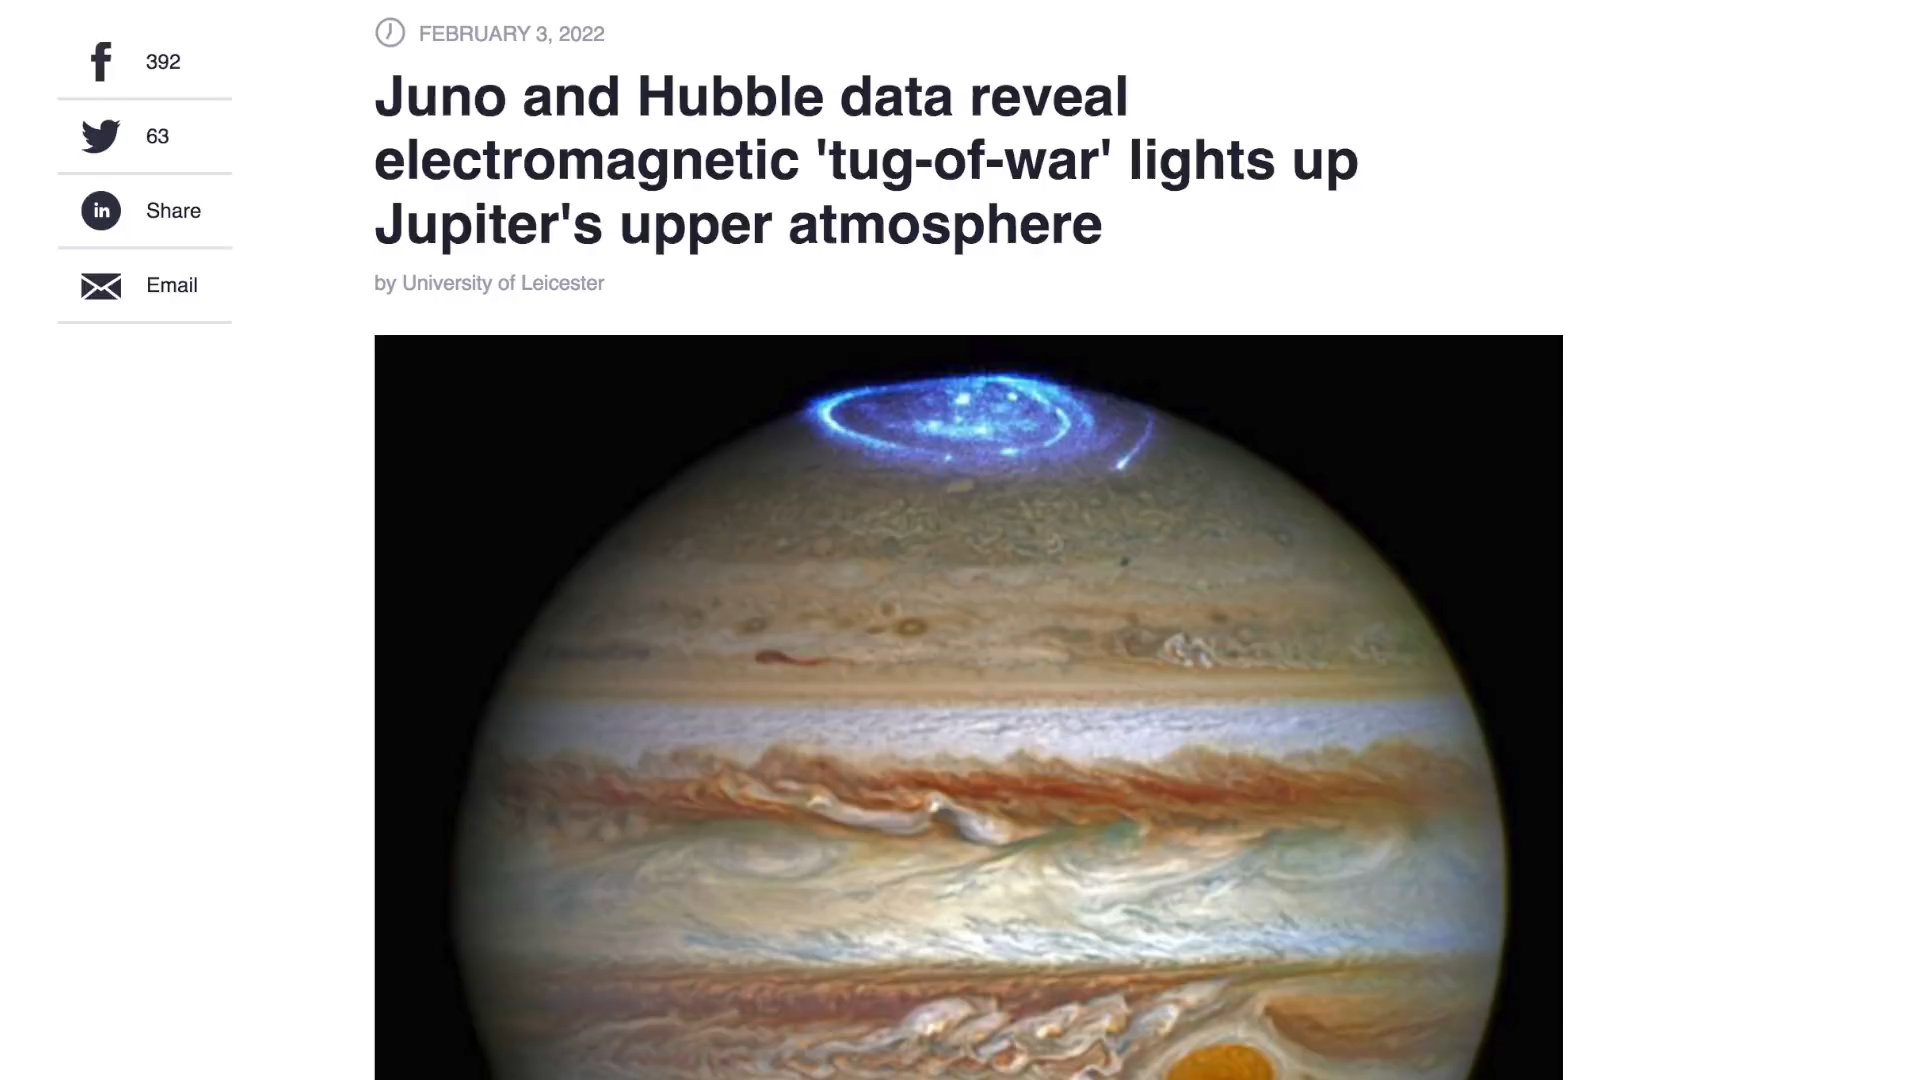 392
63
in Share
Email
FEBRUARY 3, 2022
Juno and Hubble data reveal
electromagnetic 'tug-of-war' lights up
Jupiter's upper atmosphere
by University of Leicester